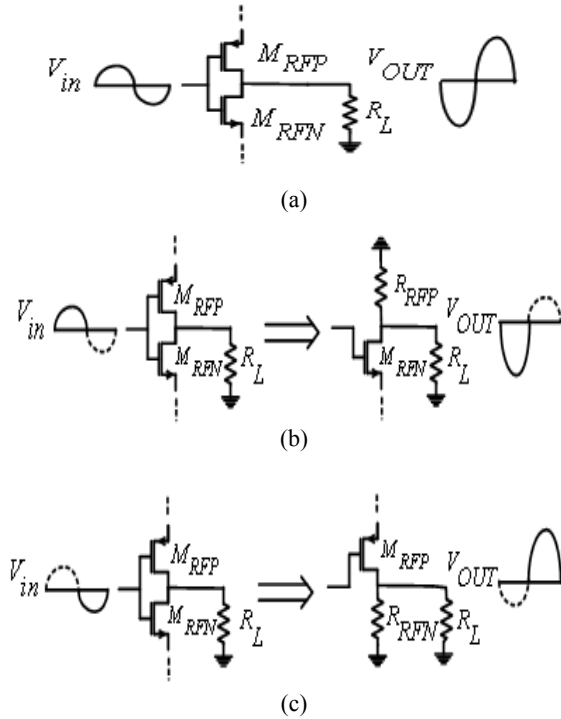 V_in M_RFP V_OUT
M_RFN R_L
(a)
V_in M_RFP R_RFP V_OUT
M_RFN R_L M_RFN R_L
(b)
V_in M_RFP M_RFP V_OUT
M_RFN R_L R_RFN R_L
(c)